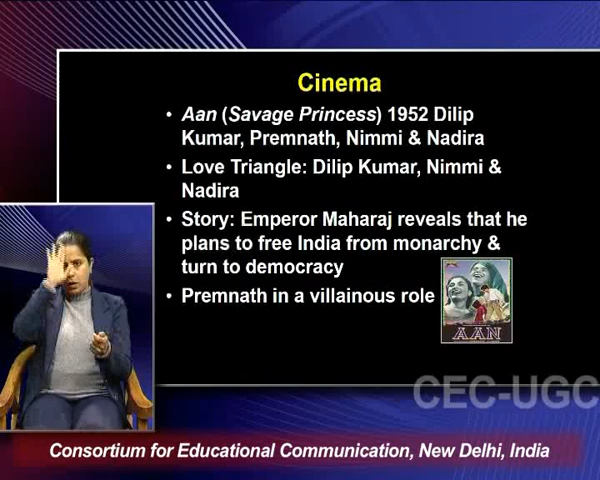 Cinema
• Aan (Savage Princess) 1952 Dilip
Kumar, Premnath, Nimmi & Nadira
• Love Triangle: Dilip Kumar, Nimmi &
Nadira
• Story: Emperor Maharaj reveals that he
plans to free India from monarchy &
turn to democracy
• Premnath in a villainous role
AAN
CEC-UGC
Consortium for Educational Communication, New Delhi, India